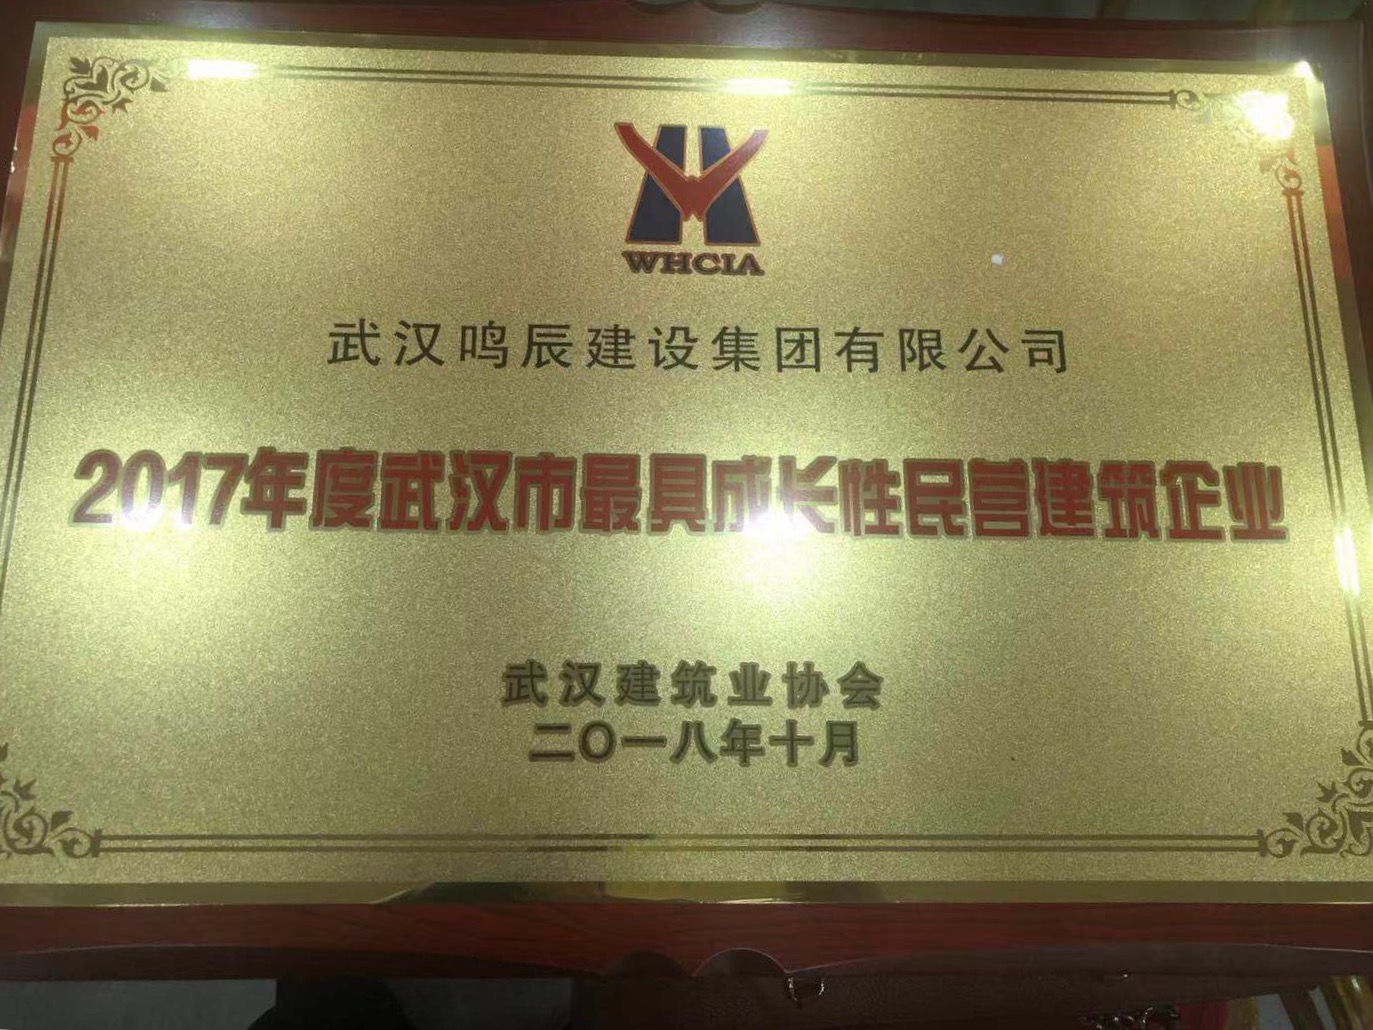 WHCIA
武汉鸣辰建设集团有限公司
2017年度武汉市最具成长性民营建筑企业
武汉建筑业协会
二〇一八年十月